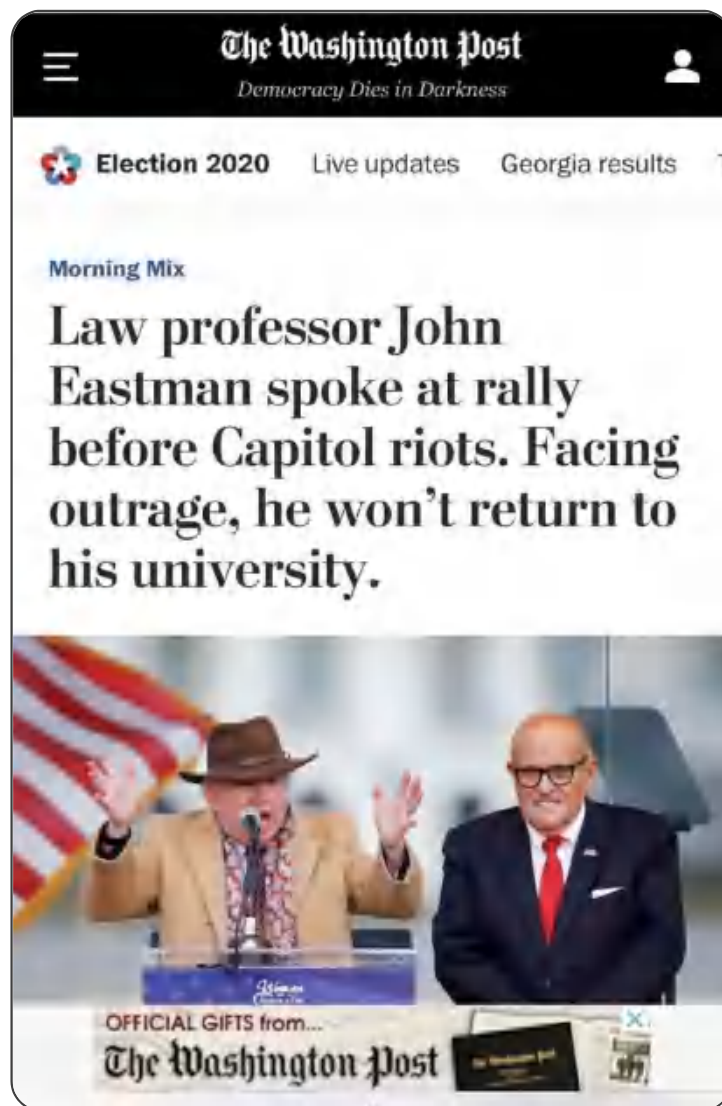 The Washington Post
Democracy Dies in Darkness
Election 2020 Live updates Georgia results
Morning Mix
Law professor John
Eastman spoke at rally
before Capitol riots. Facing
outrage, he won't return to
his university.
OFFICIAL GIFTS from...
The Washington Post